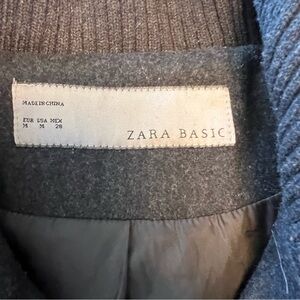 MADE IN CHINA
EUR USA MEX
M M 28
ZARA BASIC